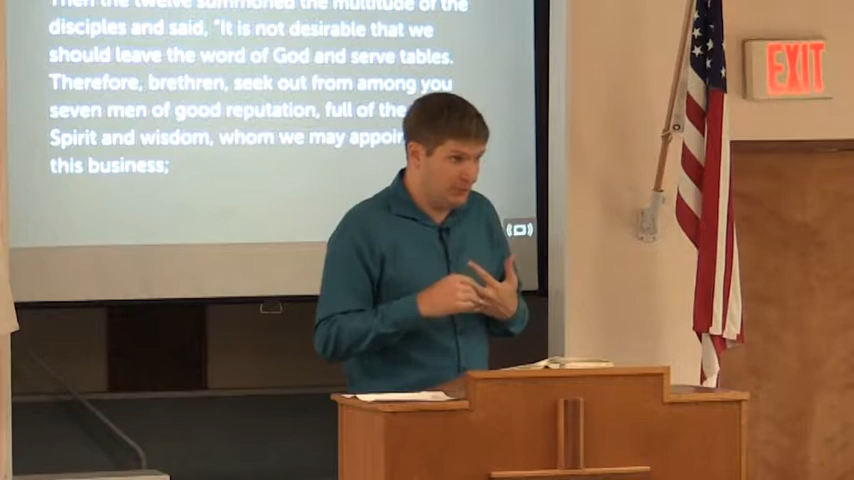 Then the twelve summoned the multitude of the
disciples and said, "It is not desirable that we
should leave the word of God and serve tables.
Therefore, brethren, seek out from among you
seven men of good reputation, full of the
Spirit and wisdom, whom we may appoint
this business;
EXIT